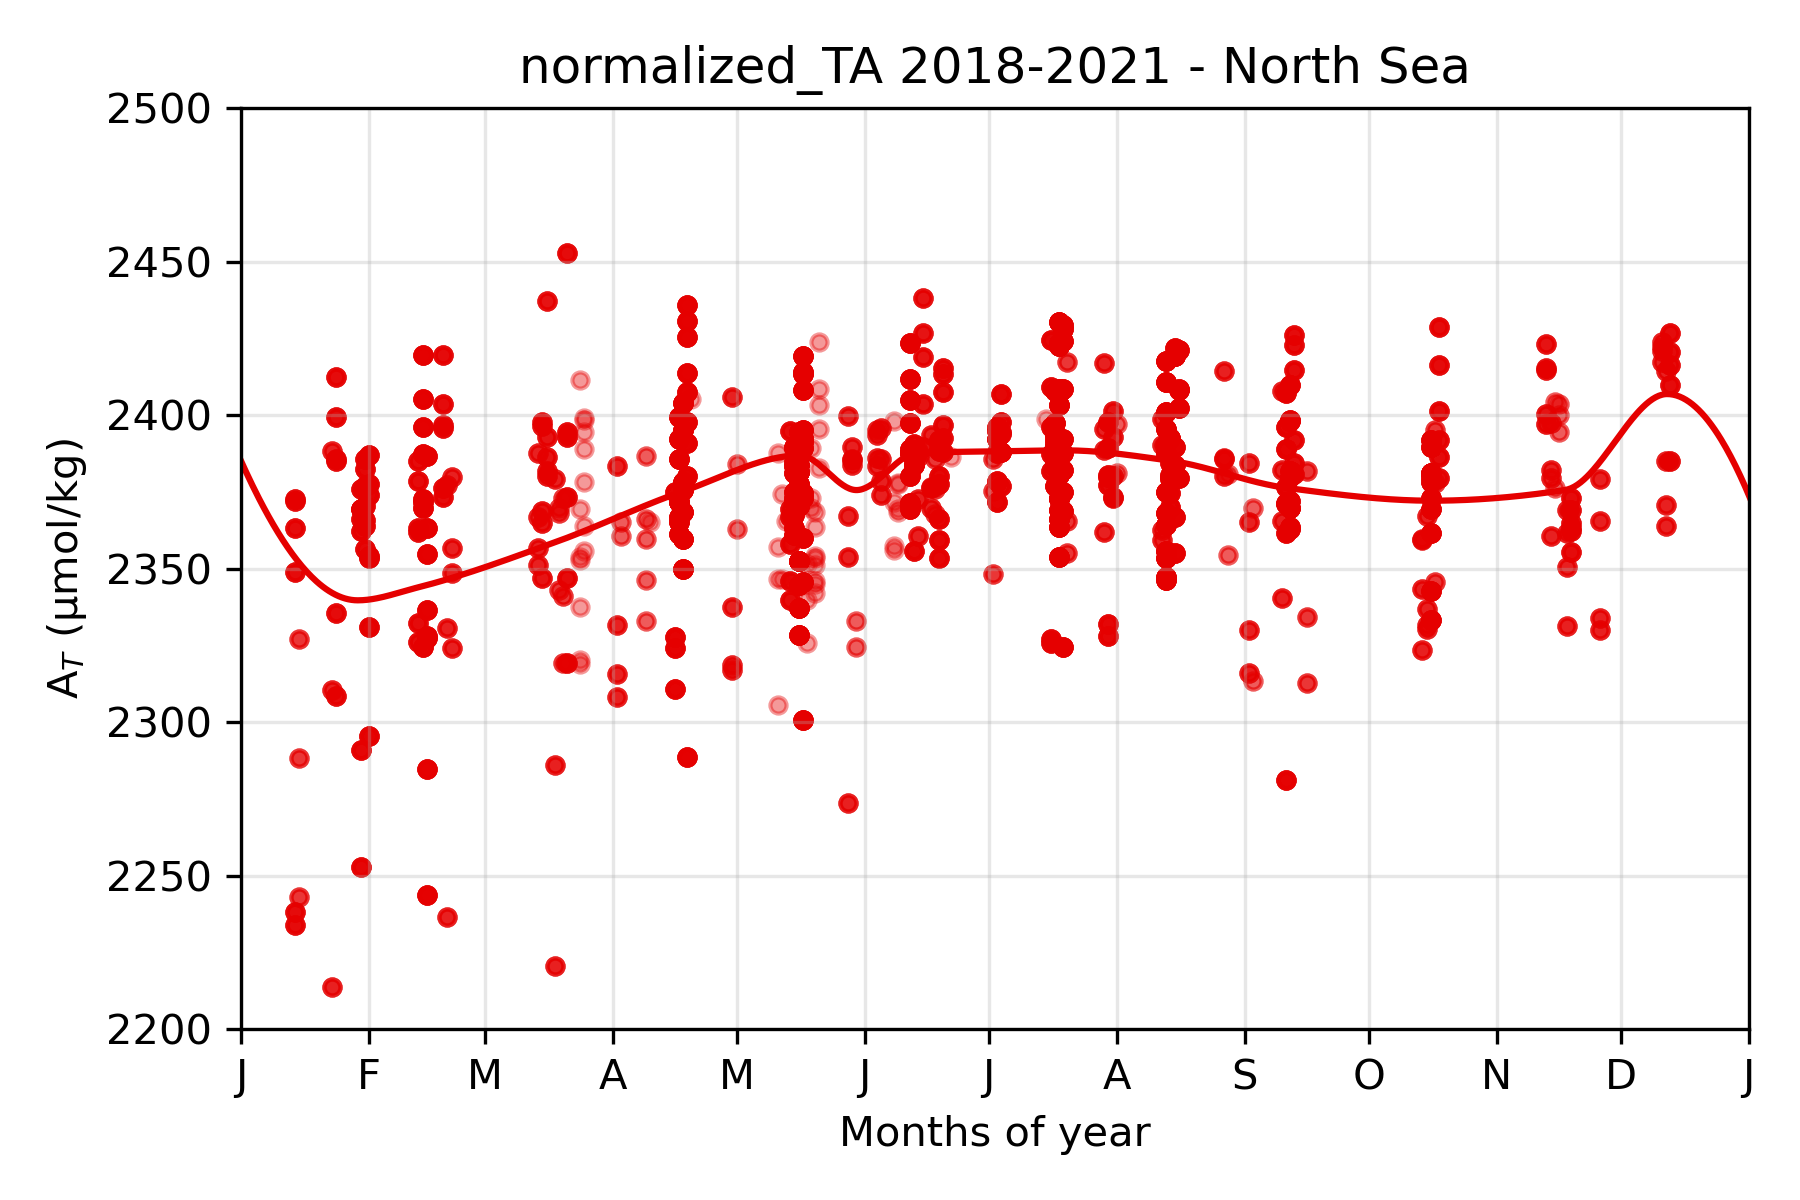 normalized_TA 2018-2021 - North Sea
2500
2450
2400
2350
2300
2250
2200
A_T (µmol/kg)
J F M A M J J A S O N D J
Months of year